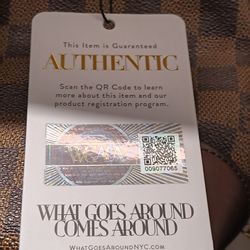 This Item is Guaranteed
AUTHENTIC
Scan the QR Code to learn
more about this item and our
product registration program.
009077065
WHAT GOES AROUND
COMES AROUND
WhatGoesAroundNYC.com